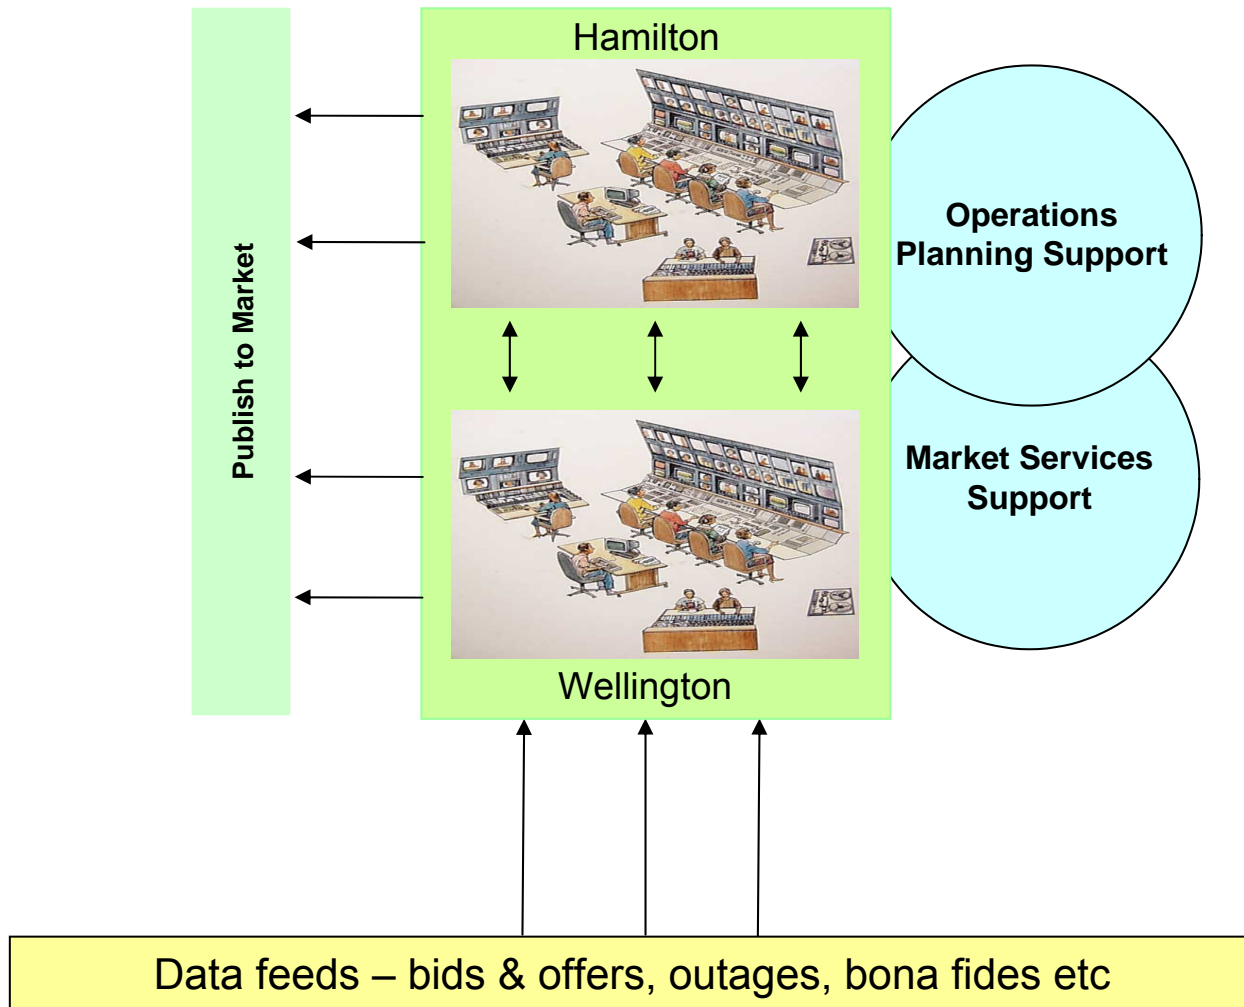 Hamilton
Publish to Market
Operations
Planning Support
Market Services
Support
Wellington
Data feeds – bids & offers, outages, bona fides etc